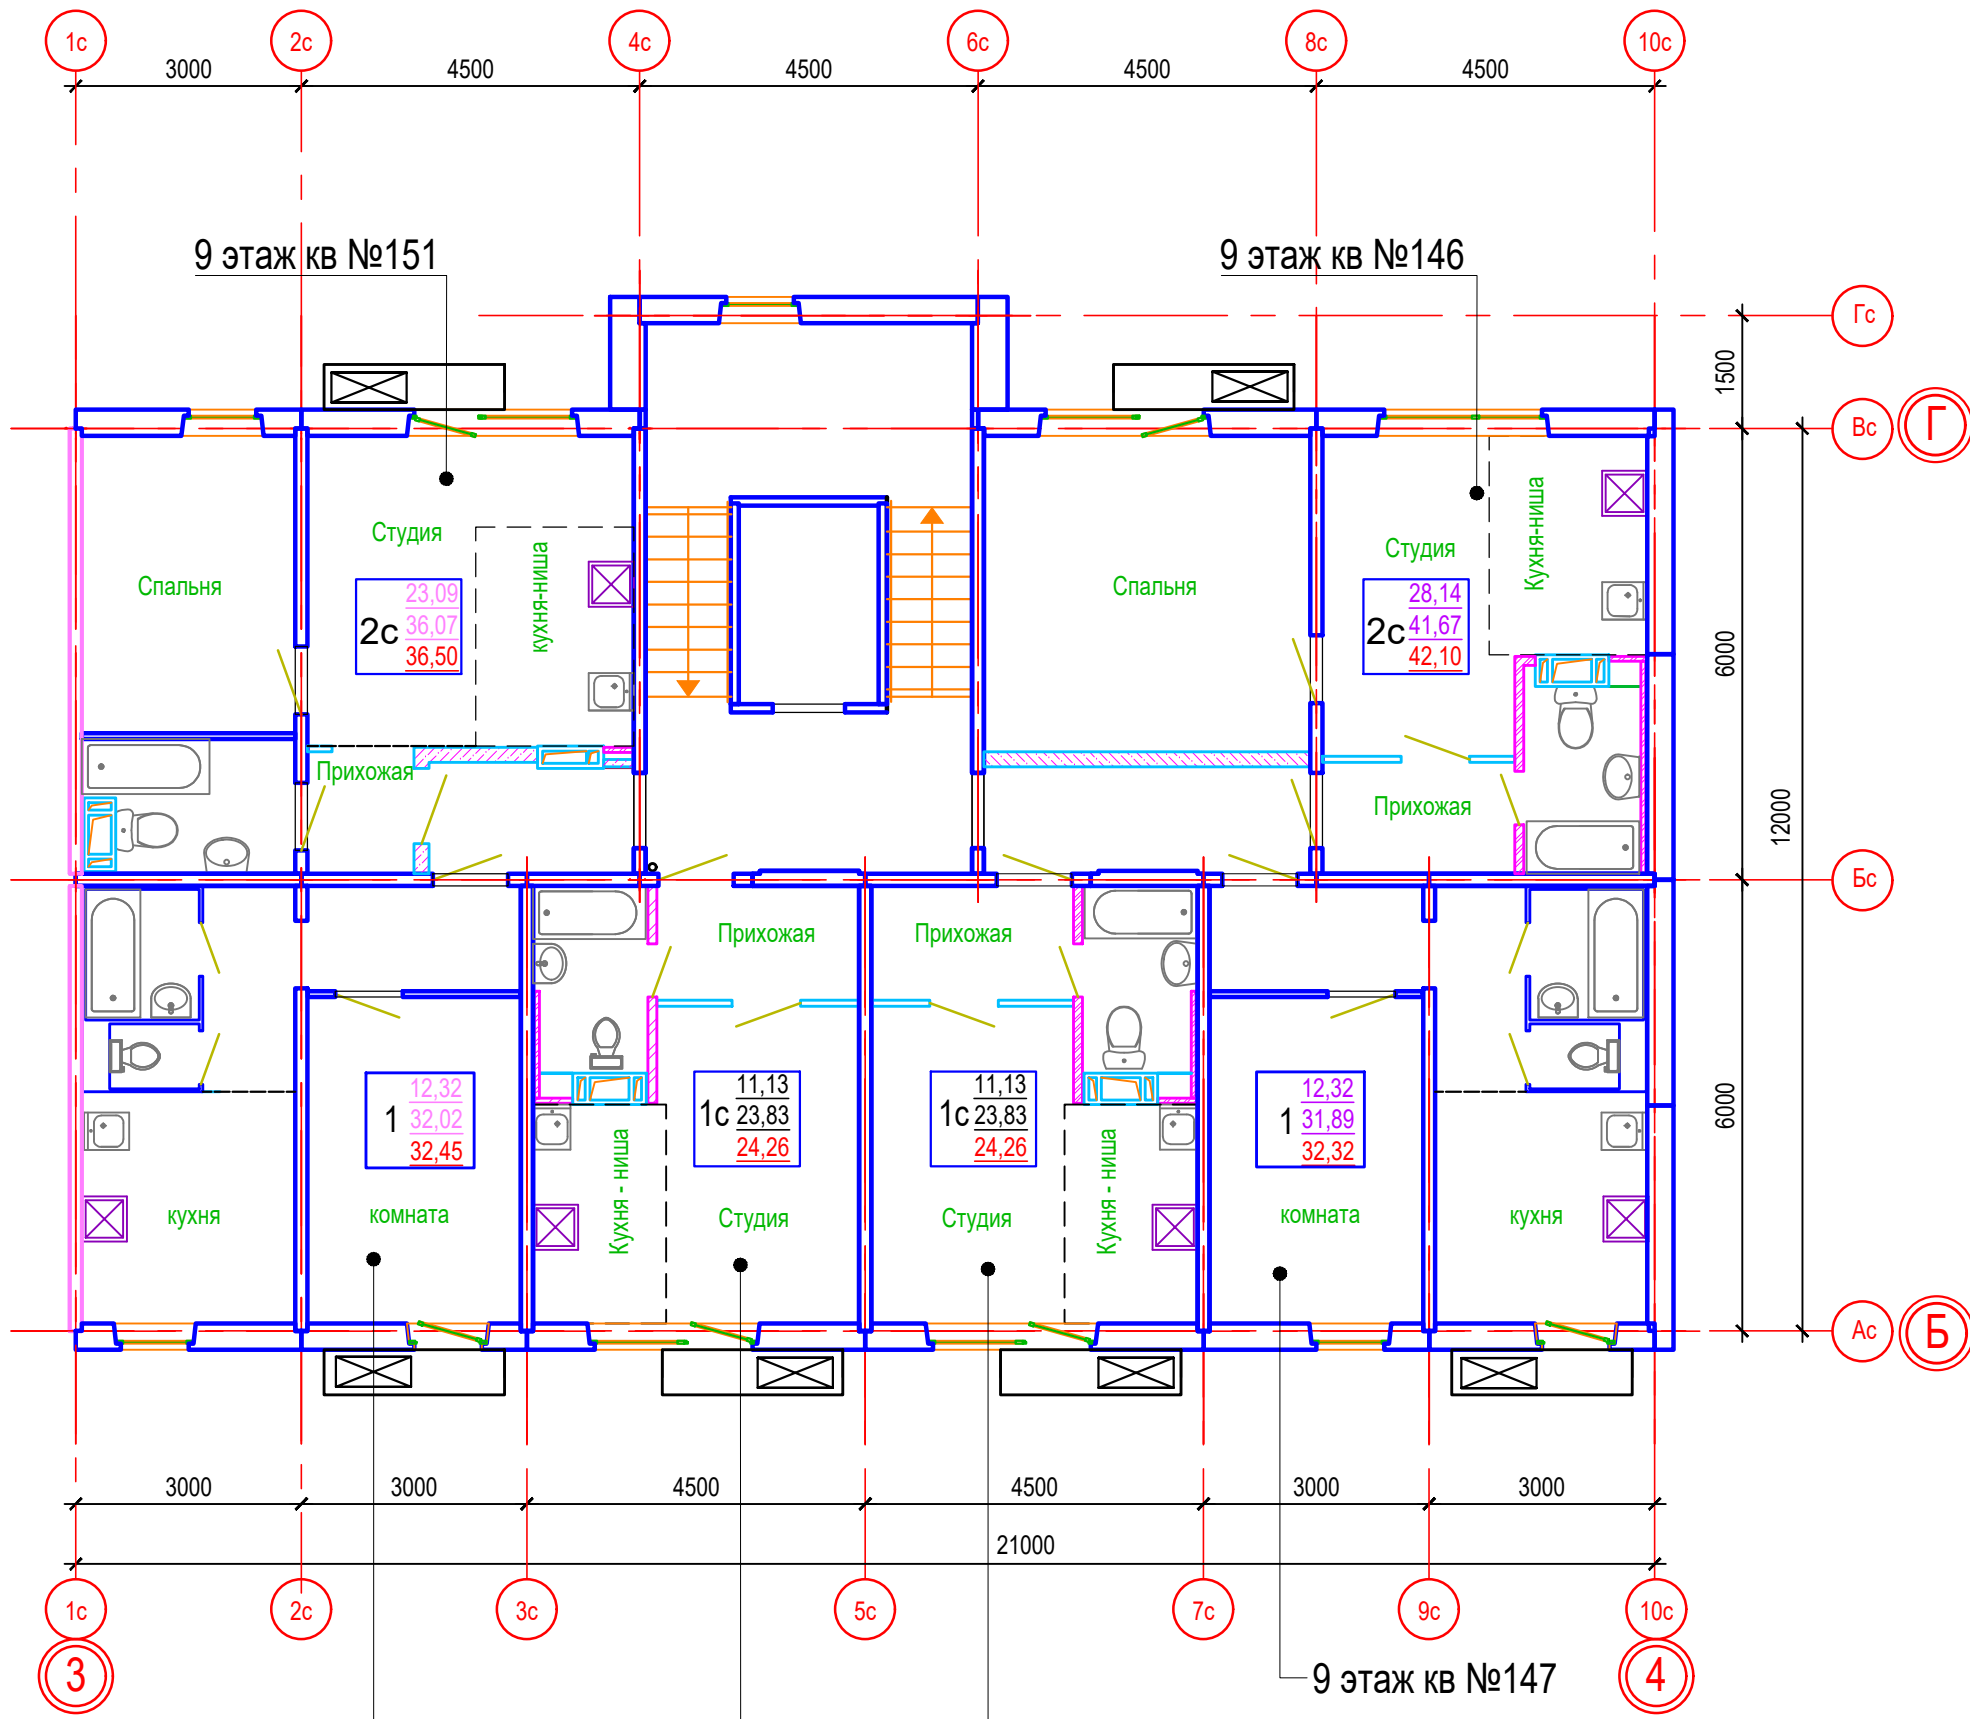 1с 2с 4с 6с 8с 10с
3000 4500 4500 4500 4500
9 этаж кв №151
9 этаж кв №146
Гс
1500
Вс Г
Студия
кухня-ниша
Спальня
2с 23,09
36,07
36,50
Спальня
Студия
Кухня-ниша
2с 28,14
41,67
42,10
6000
12000
Прихожая
Прихожая
Бс
Прихожая
Прихожая
1 12,32
32,02
32,45
1с 11,13
23,83
24,26
1с 11,13
23,83
24,26
1 12,32
31,89
32,32
6000
кухня
комната
Кухня - ниша
Студия
Студия
Кухня - ниша
комната
кухня
Ас Б
3000 3000 4500 4500 3000 3000
21000
1с 2с 3с 5с 7с 9с 10с
3
9 этаж кв №147
4